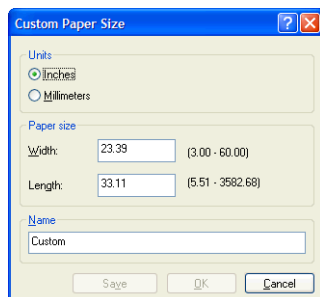 Custom Paper Size
Units
Inches
Millimeters
Paper size
Width: 23.39 (3.00 - 60.00)
Length: 33.11 (5.51 - 3582.68)
Name
Custom
Save OK Cancel